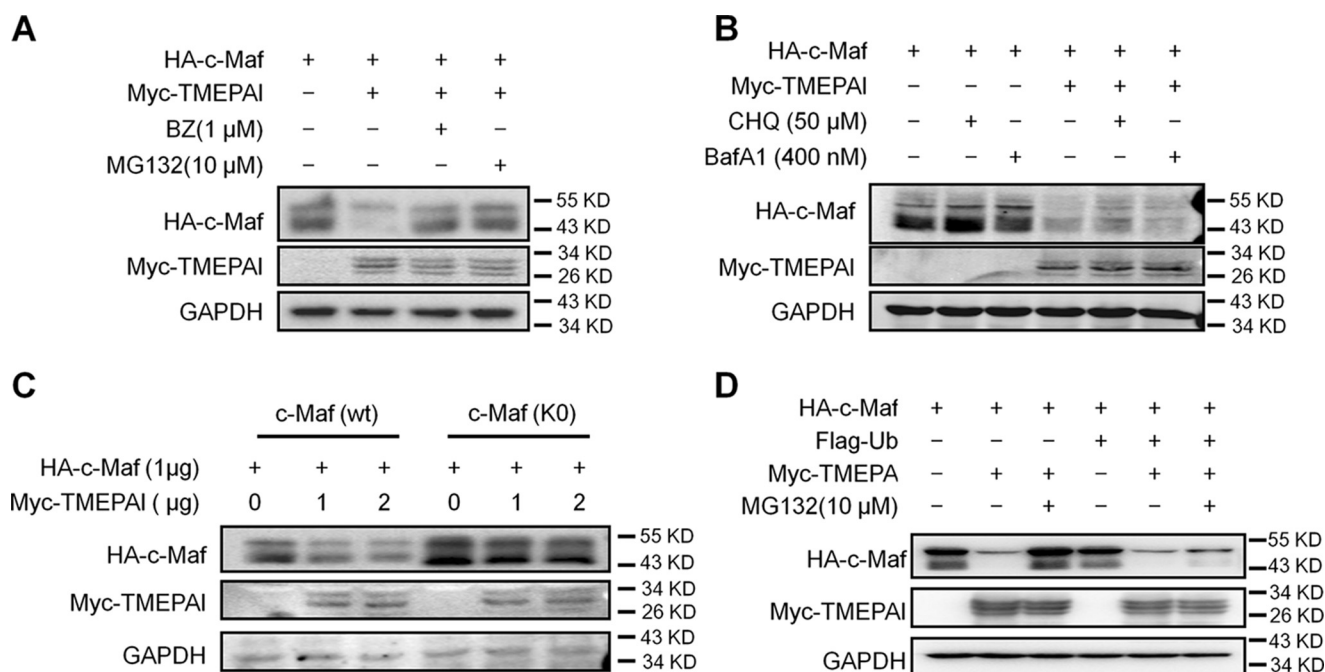 A
HA-c-Maf + + + +
Myc-TMEPAI – + + +
BZ(1 μM) – – + –
MG132(10 μM) – – – +
HA-c-Maf
55 KD
43 KD
Myc-TMEPAI
34 KD
26 KD
GAPDH
43 KD
34 KD
B
HA-c-Maf + + + + + +
Myc-TMEPAI – – – + + +
CHQ (50 μM) – + – – + –
BafA1 (400 nM) – – + – – +
HA-c-Maf
55 KD
43 KD
Myc-TMEPAI
34 KD
26 KD
GAPDH
43 KD
34 KD
C
c-Maf (wt) c-Maf (K0)
HA-c-Maf (1μg) + + + + + +
Myc-TMEPAI ( μg) 0 1 2 0 1 2
HA-c-Maf
55 KD
43 KD
Myc-TMEPAI
34 KD
26 KD
GAPDH
43 KD
34 KD
D
HA-c-Maf + + + + + +
Flag-Ub – – – + + +
Myc-TMEPA – + + – + +
MG132(10 μM) – – + – – +
HA-c-Maf
55 KD
43 KD
Myc-TMEPAI
34 KD
26 KD
GAPDH
43 KD
34 KD